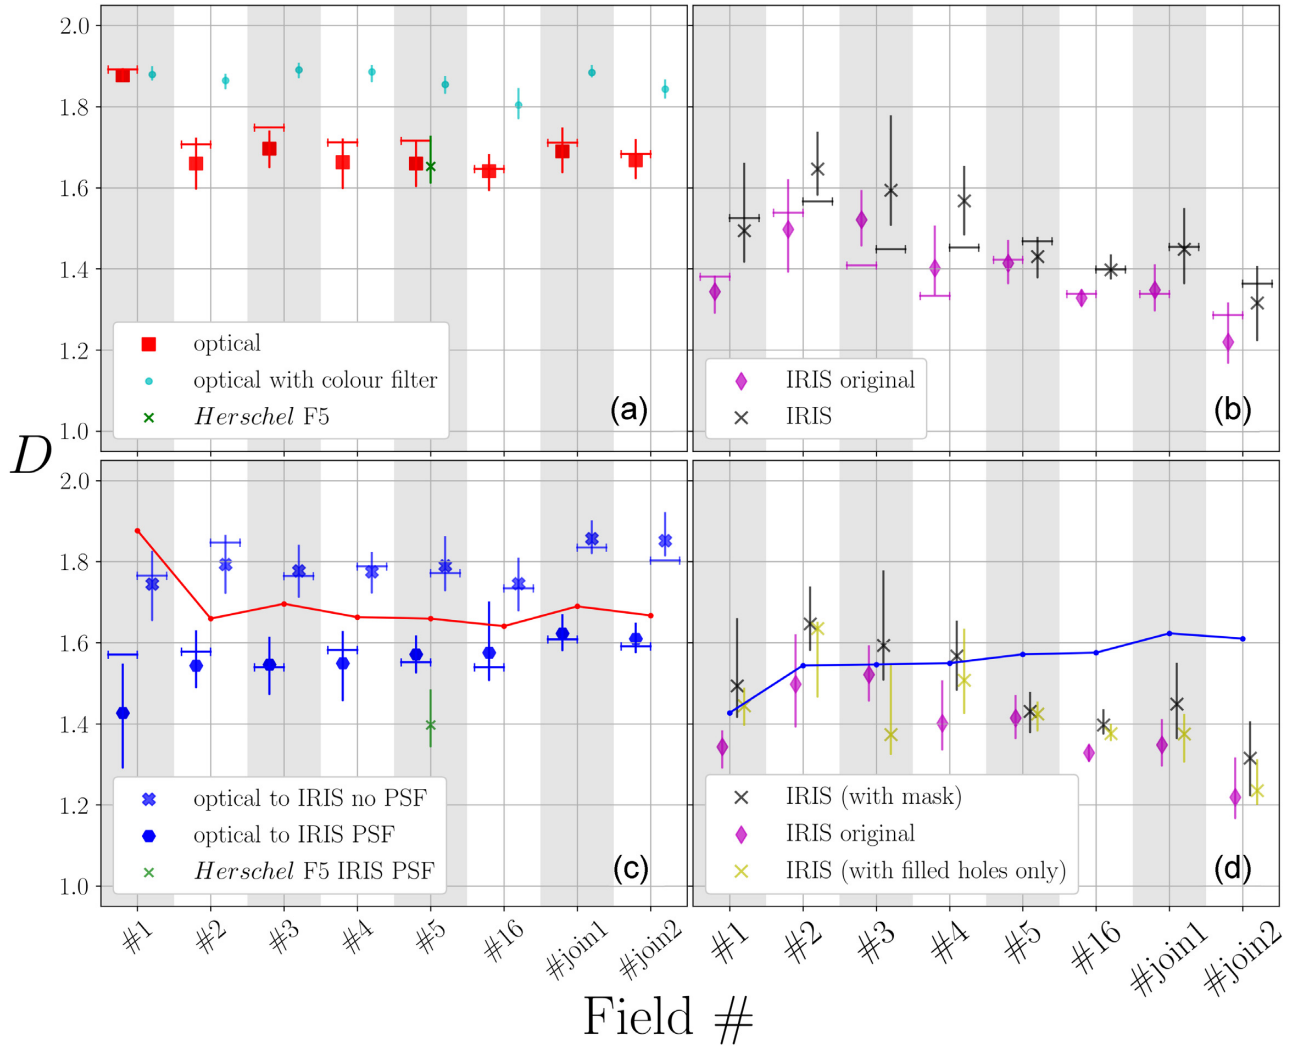 2.0
1.8
1.6
1.4
1.2
1.0
optical
optical with colour filter
Herschel F5
(a)
IRIS original
IRIS
(b)
D
2.0
1.8
1.6
1.4
1.2
1.0
optical to IRIS no PSF
optical to IRIS PSF
Herschel F5 IRIS PSF
(c)
IRIS (with mask)
IRIS original
IRIS (with filled holes only)
(d)
#1 #2 #3 #4 #5 #16 #join1 #join2
#1 #2 #3 #4 #5 #16 #join1 #join2
Field #